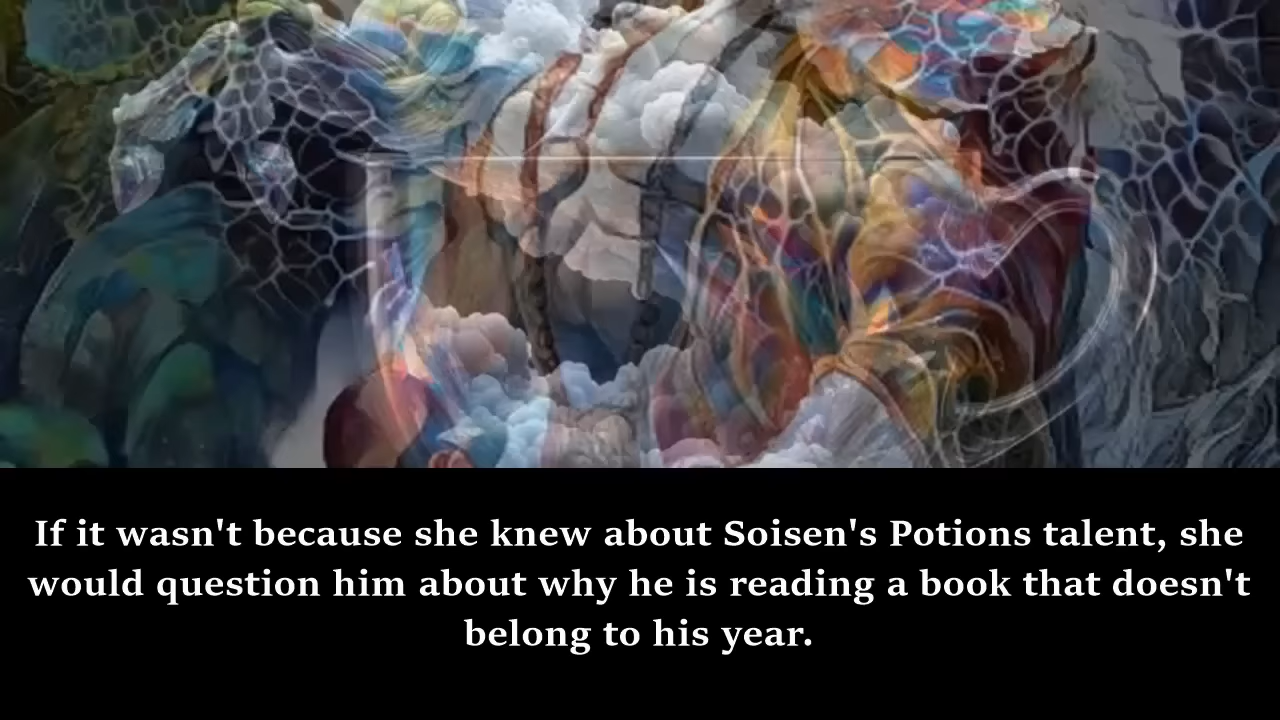 If it wasn't because she knew about Soisen's Potions talent, she
would question him about why he is reading a book that doesn't
belong to his year.